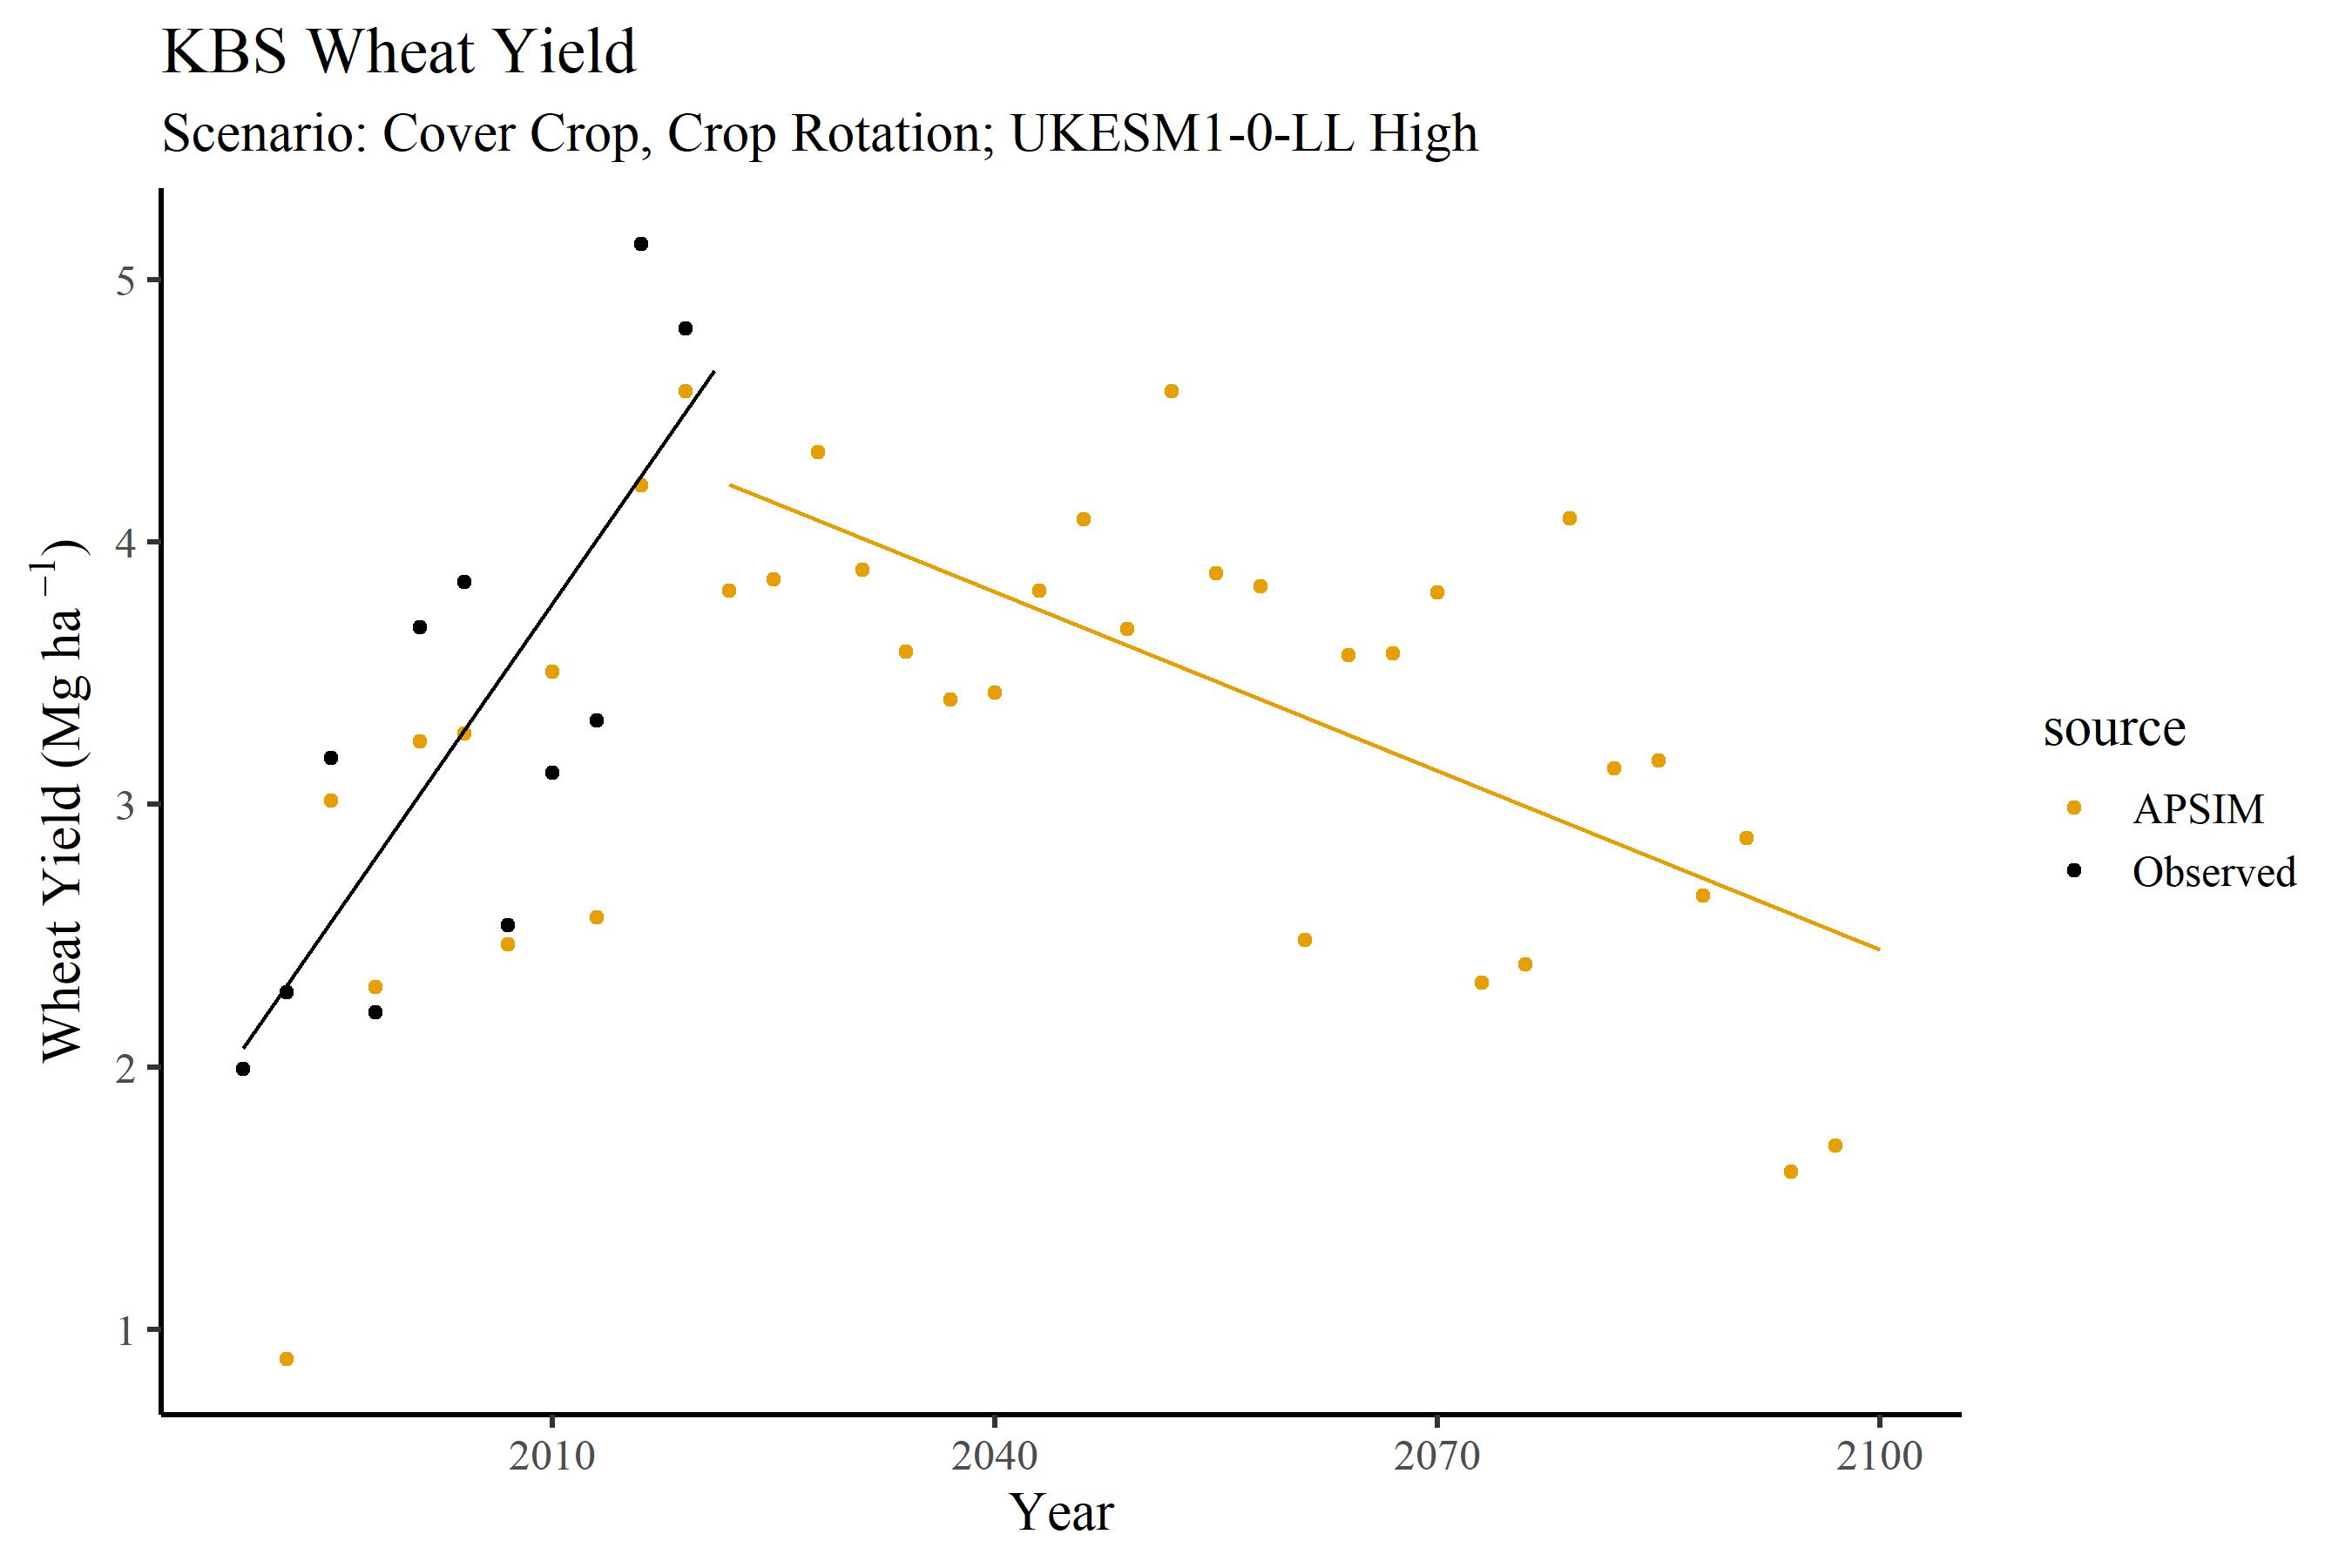 KBS Wheat Yield
Scenario: Cover Crop, Crop Rotation; UKESM1-0-LL High
Wheat Yield (Mg ha⁻¹)
5
4
3
2
1
2010
2040
2070
2100
Year
source
APSIM
Observed